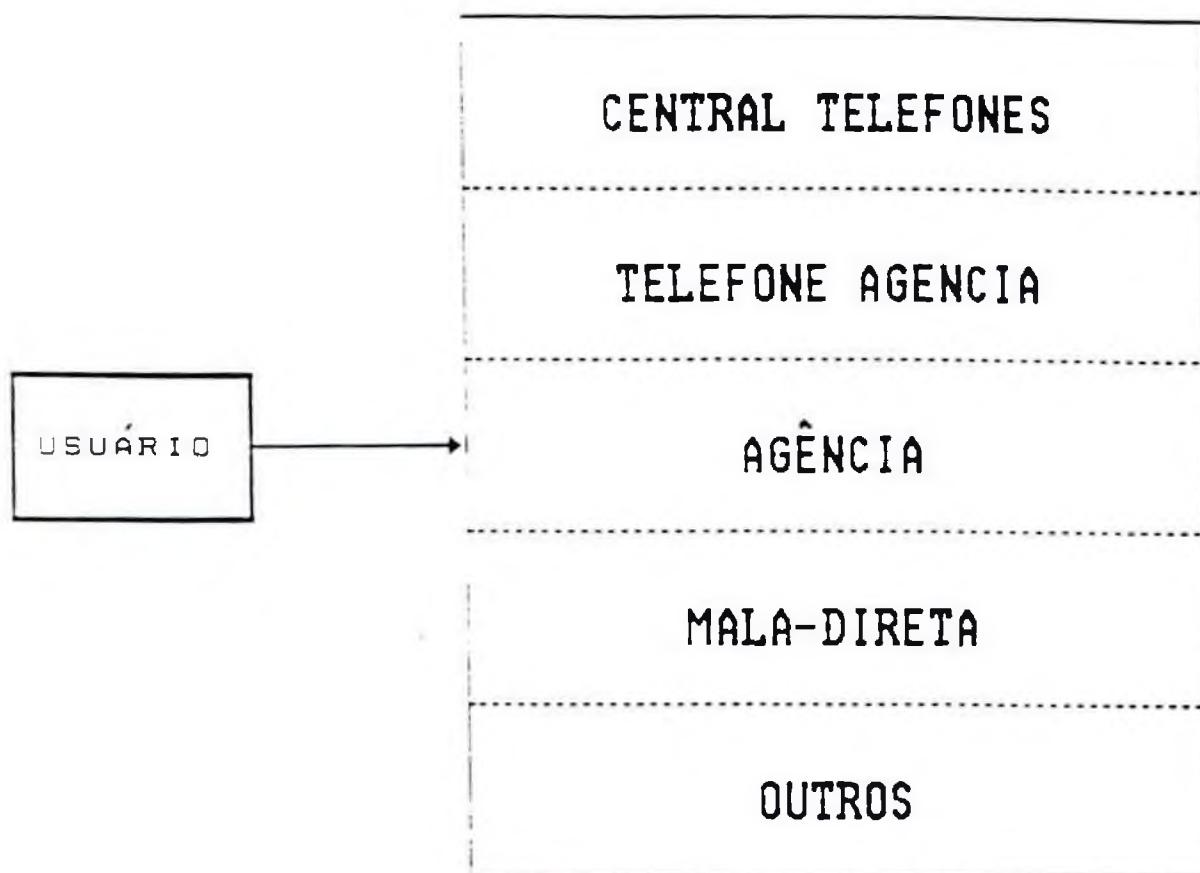 CENTRAL TELEFONES
TELEFONE AGENCIA
USUÁRIO
AGÊNCIA
MALA-DIRETA
OUTROS